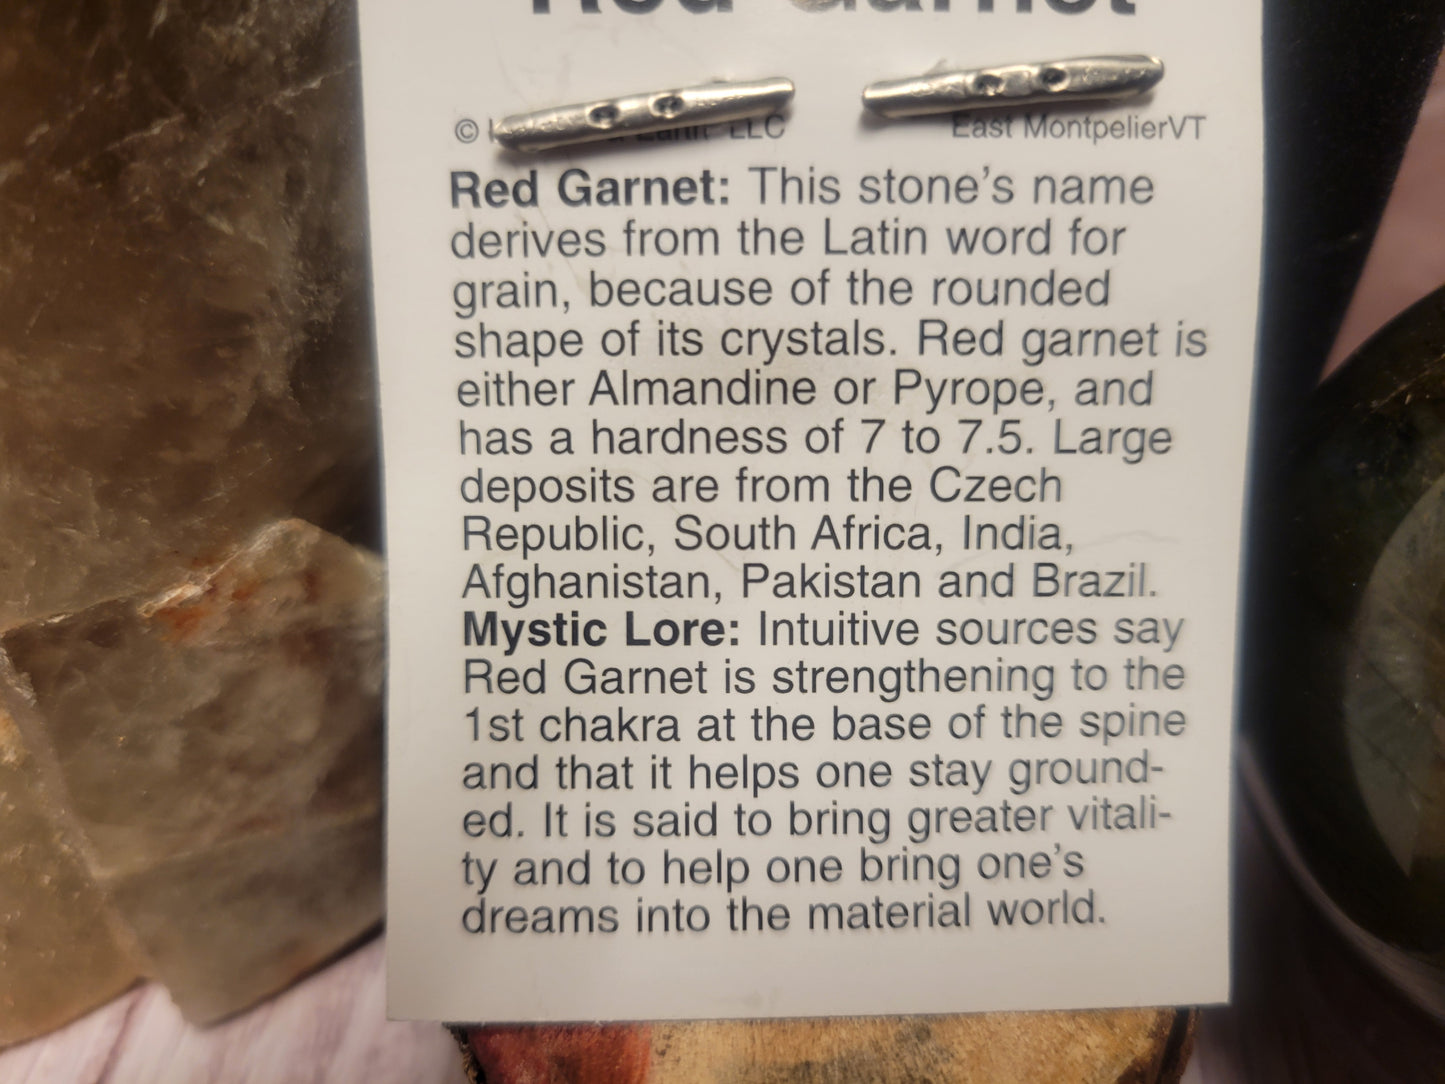 Red Garnet
© Earth LLC East MontpelierVT
Red Garnet: This stone's name
derives from the Latin word for
grain, because of the rounded
shape of its crystals. Red garnet is
either Almandine or Pyrope, and
has a hardness of 7 to 7.5. Large
deposits are from the Czech
Republic, South Africa, India,
Afghanistan, Pakistan and Brazil.
Mystic Lore: Intuitive sources say
Red Garnet is strengthening to the
1st chakra at the base of the spine
and that it helps one stay ground-
ed. It is said to bring greater vitali-
ty and to help one bring one's
dreams into the material world.